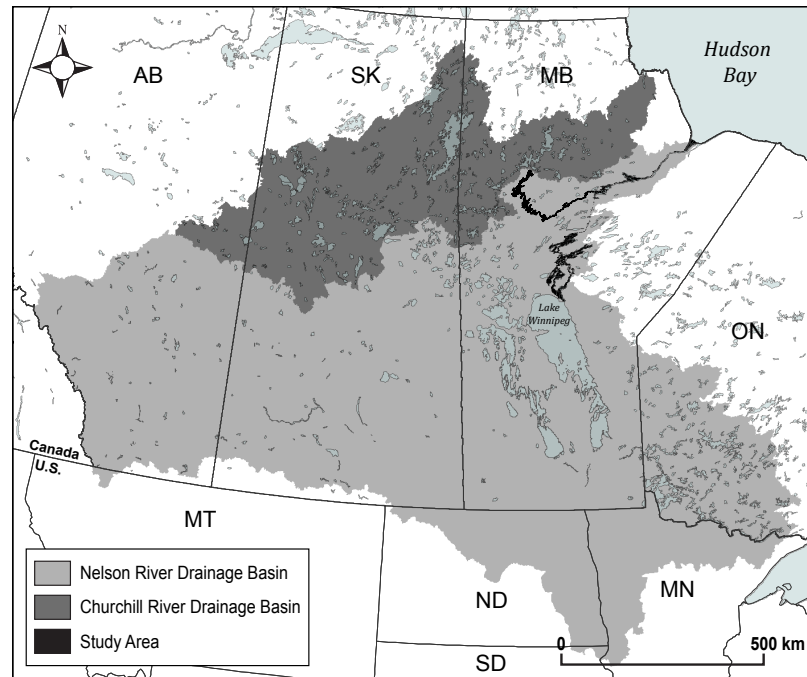 N
AB
SK
MB
Hudson
Bay
Lake
Winnipeg
ON
Canada
U.S.
MT
ND
MN
SD
Nelson River Drainage Basin
Churchill River Drainage Basin
Study Area
0
500 km